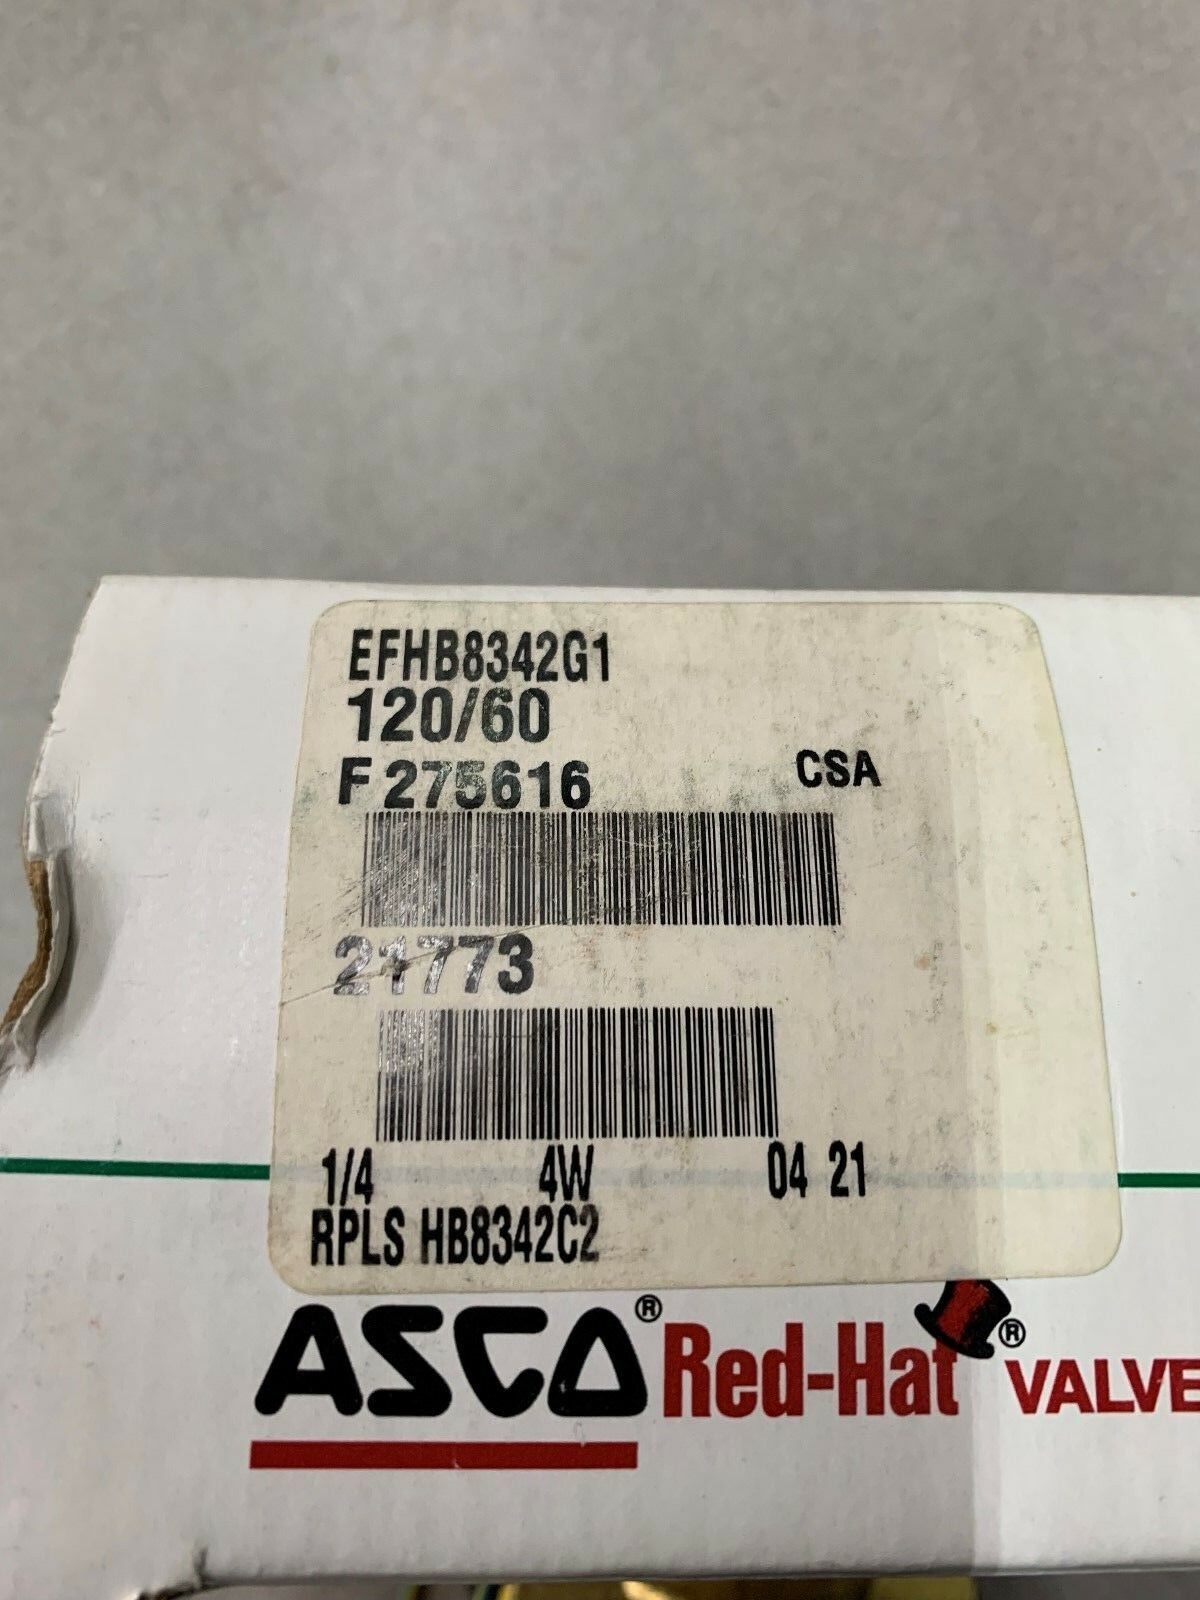 EFHB8342G1
120/60
F 275616 CSA
21773
1/4 4W 04 21
RPLS HB8342C2
ASCO® Red-Hat® VALVE